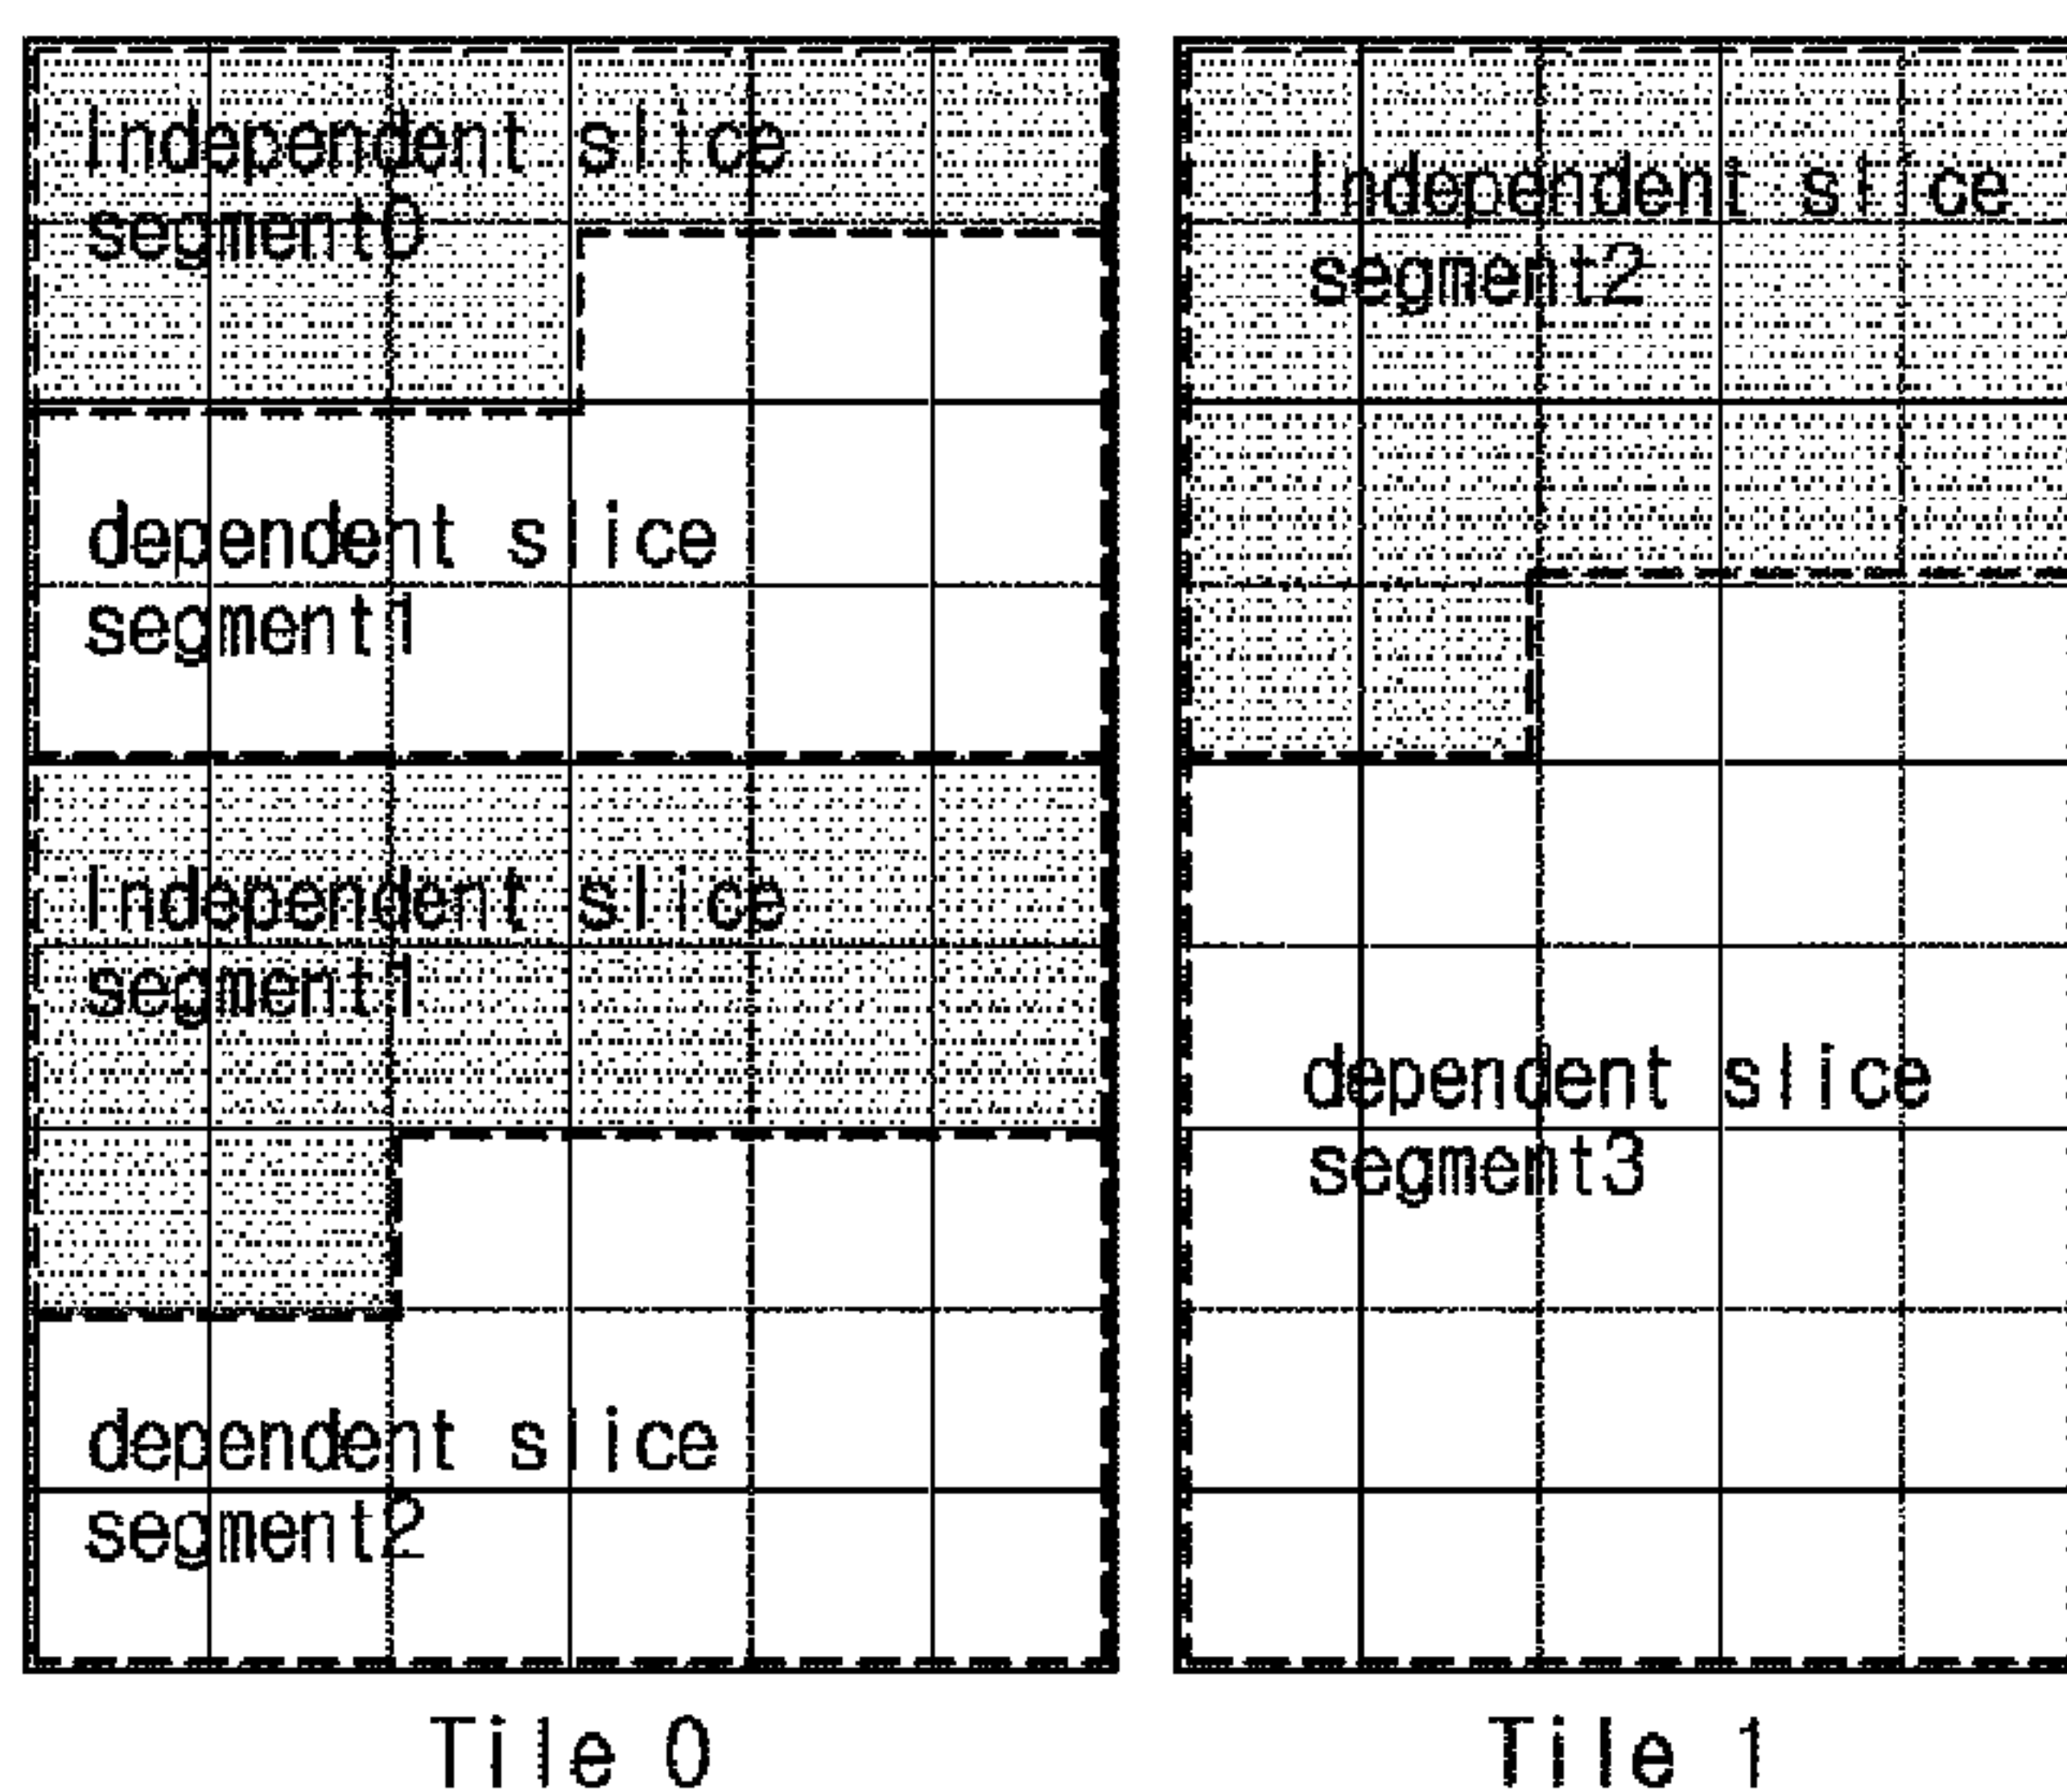 Independent slice
segment0
dependent slice
segment1
Independent slice
segment1
dependent slice
segment2
Tile 0
Independent slice
segment2
dependent slice
segment3
Tile 1